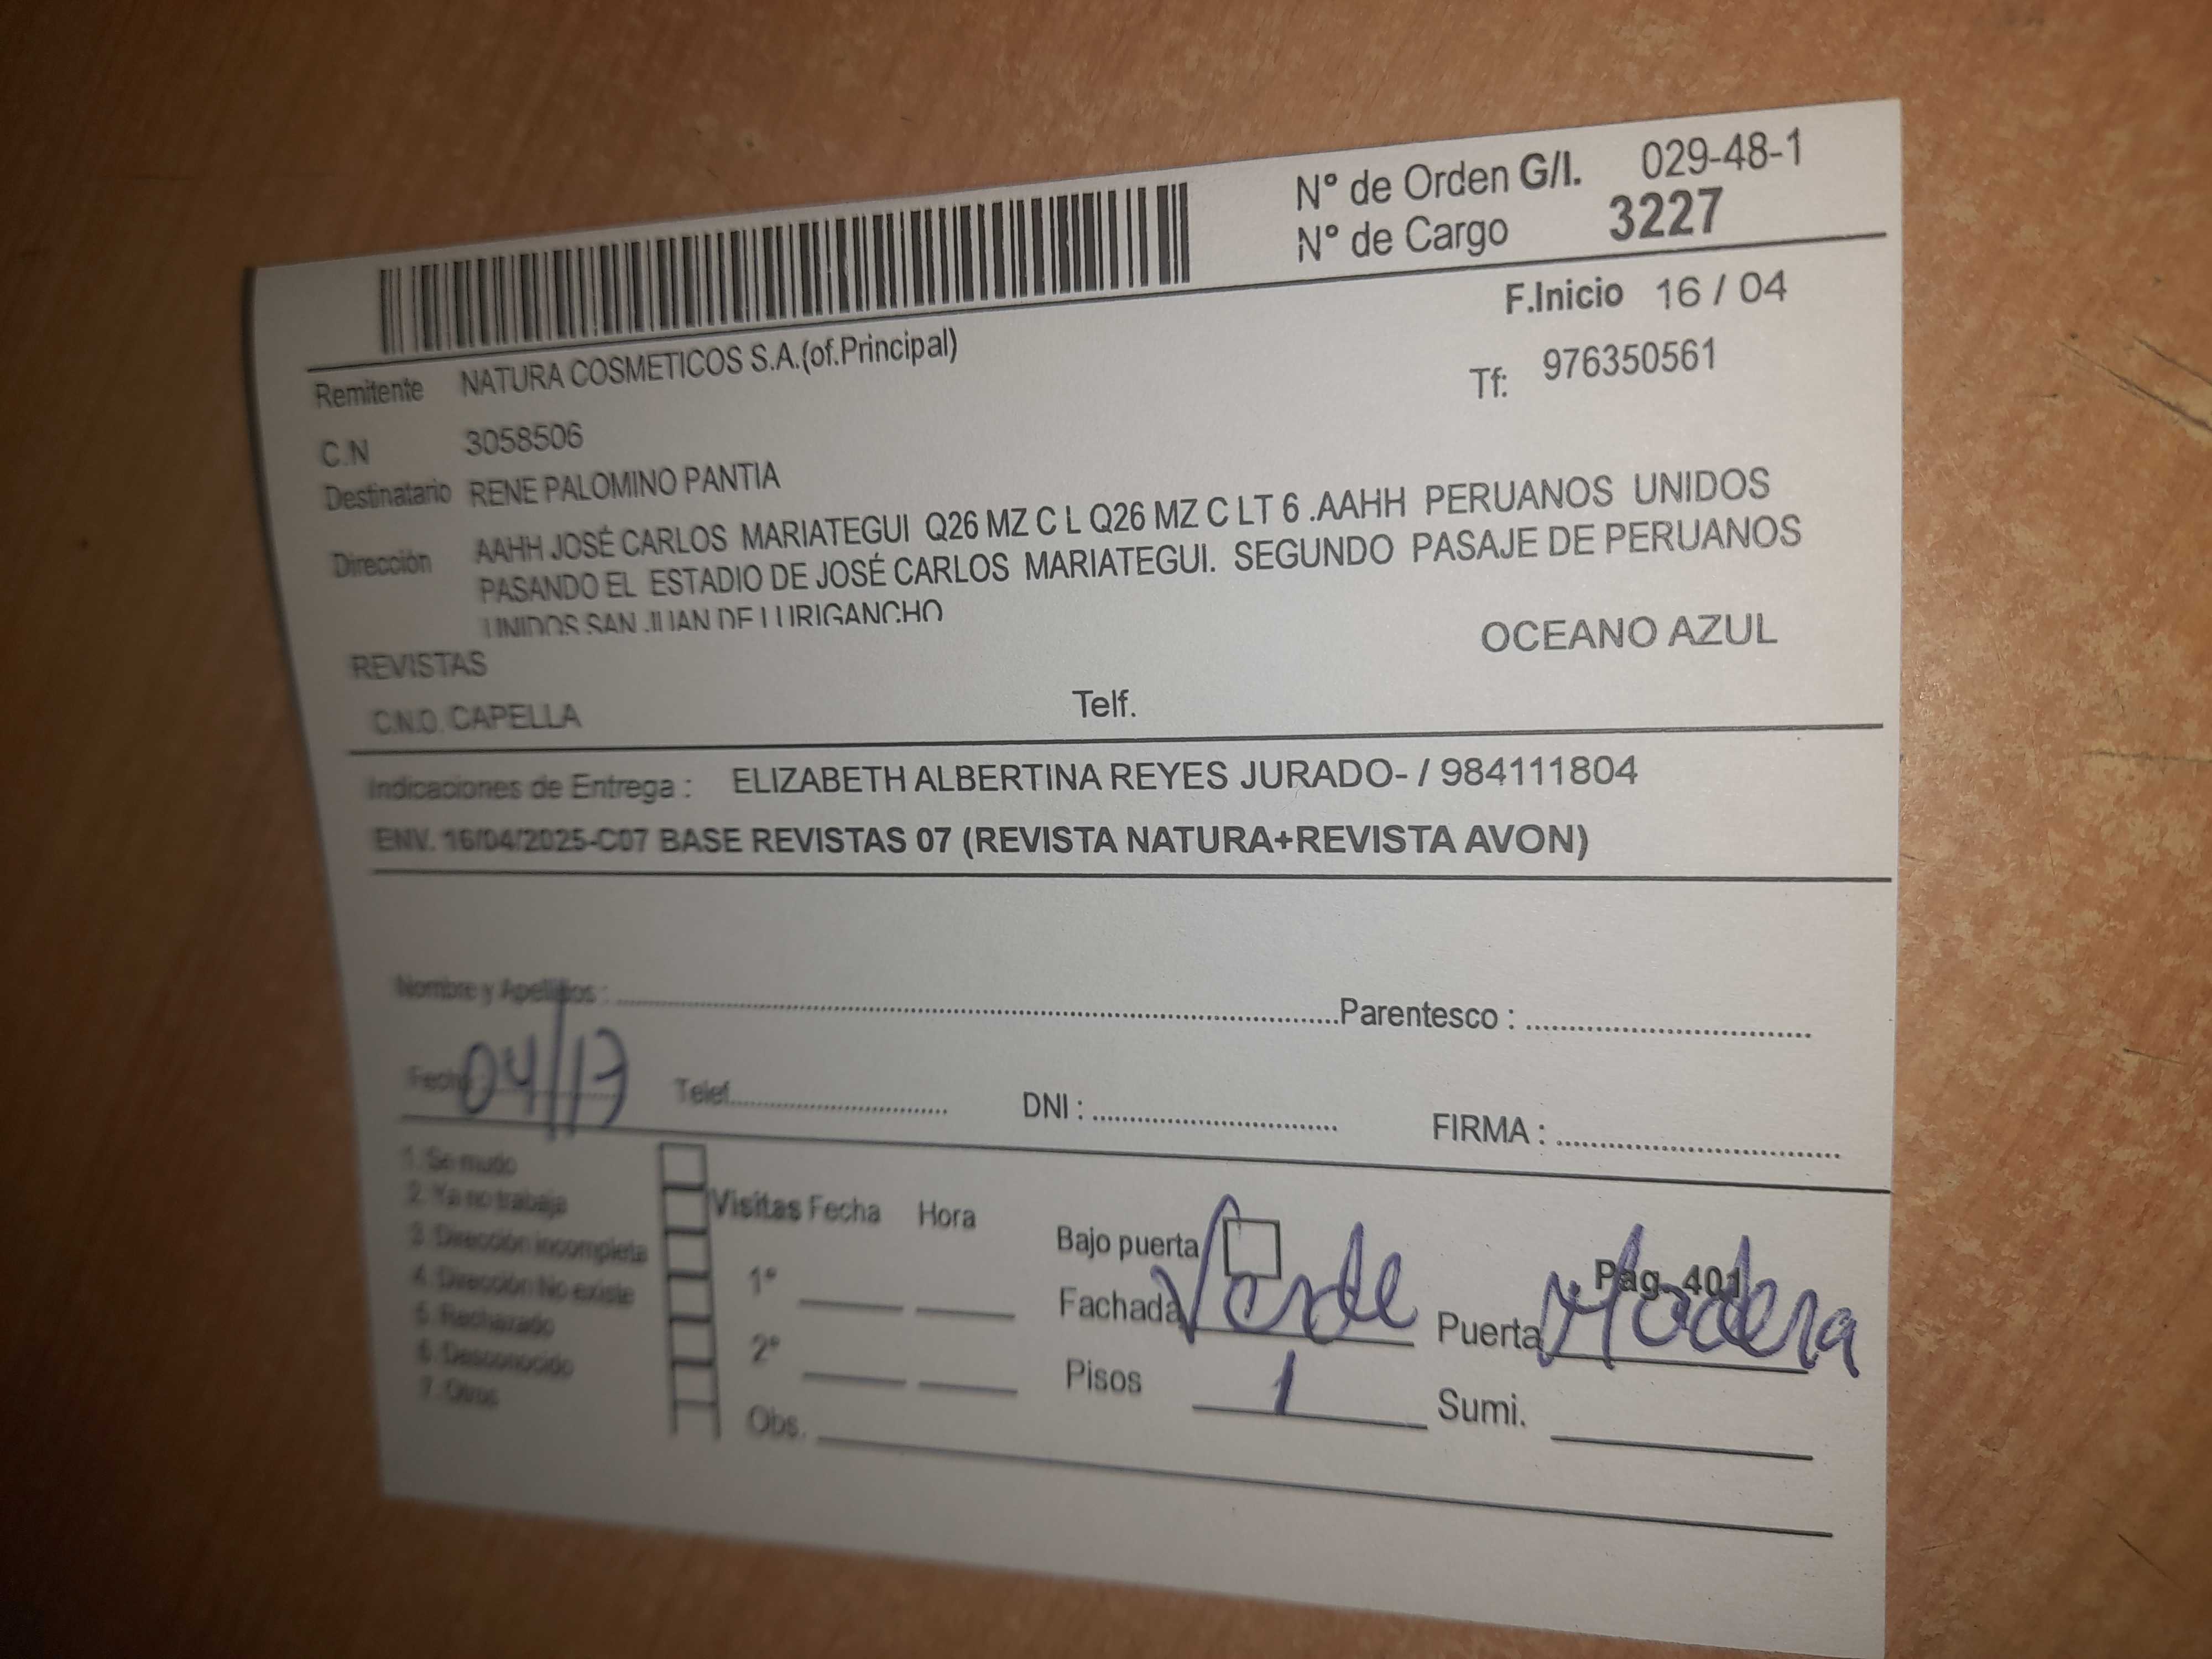 N° de Orden G/I. 029-48-1
N° de Cargo 3227
F.Inicio 16 / 04
Remitente NATURA COSMETICOS S.A.(of.Principal)
Tf: 976350561
C.N 3058506
Destinatario RENE PALOMINO PANTIA
Dirección AAHH JOSÉ CARLOS MARIATEGUI Q26 MZ C L Q26 MZ C LT 6 .AAHH PERUANOS UNIDOS
PASANDO EL ESTADIO DE JOSÉ CARLOS MARIATEGUI. SEGUNDO PASAJE DE PERUANOS
UNIDOS SAN JUAN DE LURIGANCHO
REVISTAS OCEANO AZUL
C.N.O. CAPELLA Telf.
Indicaciones de Entrega : ELIZABETH ALBERTINA REYES JURADO- / 984111804
ENV. 16/04/2025-C07 BASE REVISTAS 07 (REVISTA NATURA+REVISTA AVON)
Nombre y Apellidos : Parentesco :
Fecha: 04/17 Telef. DNI : FIRMA :
1. Se mudo
2. Ya no trabaja
3. Dirección incompleta
4. Dirección No existe
5. Rechazado
6. Desconocido
7. Otros
Visitas Fecha Hora
1°
2°
Obs.
Bajo puerta
Pag. 401
Fachada Verde Puerta Madera
Pisos 1 Sumi.